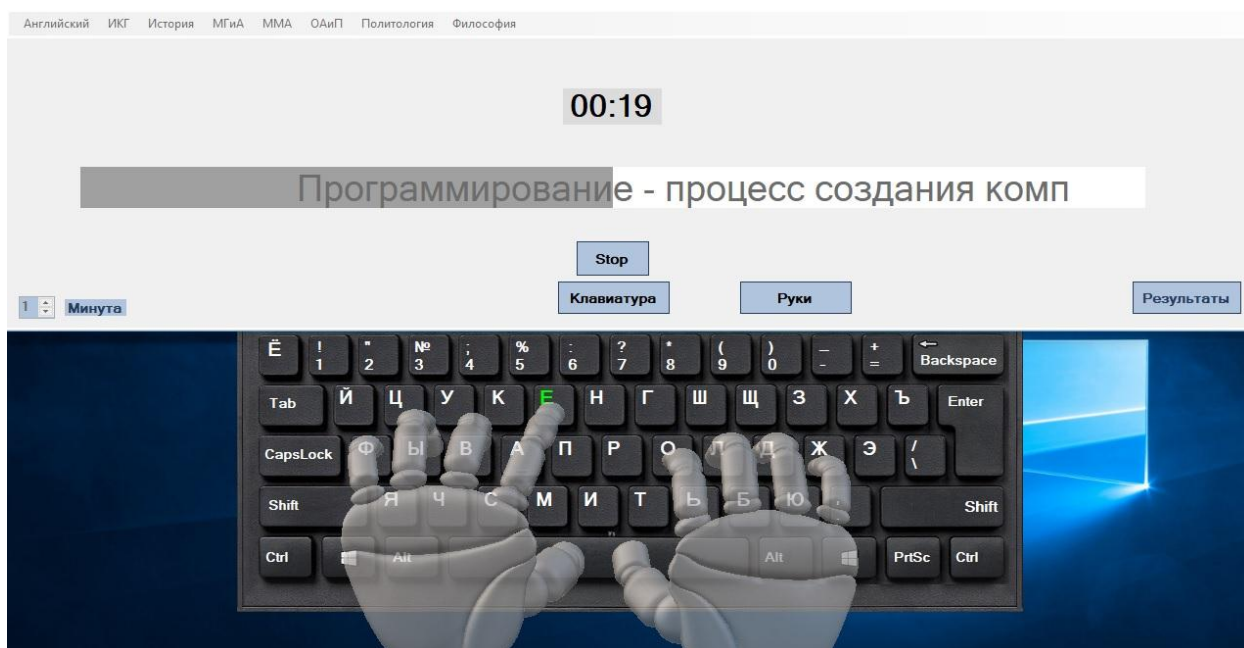 Английский ИКГ История МГиА ММА ОАиП Политология Философия
00:19
Программирование - процесс создания комп
Stop
1 Минута Клавиатура Руки Результаты
Ё ! 1 " 2 № 3 ; 4 % 5 : 6 ? 7 * 8 ( 9 ) 0 _ - + = Backspace
Tab Й Ц У К Е Н Г Ш Щ З Х Ъ Enter
CapsLock Ф Ы В А П Р О Л Д Ж Э / \
Shift Я Ч С М И Т Ь Б Ю , Shift
Ctrl Alt Alt PrtSc Ctrl